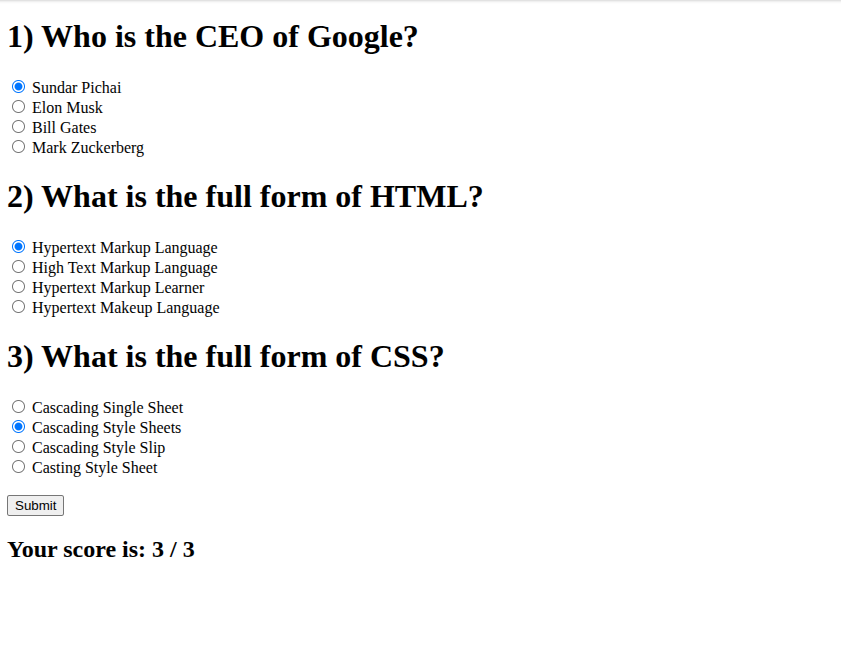 1) Who is the CEO of Google?
Sundar Pichai
Elon Musk
Bill Gates
Mark Zuckerberg
2) What is the full form of HTML?
Hypertext Markup Language
High Text Markup Language
Hypertext Markup Learner
Hypertext Makeup Language
3) What is the full form of CSS?
Cascading Single Sheet
Cascading Style Sheets
Cascading Style Slip
Casting Style Sheet
Submit
Your score is: 3 / 3